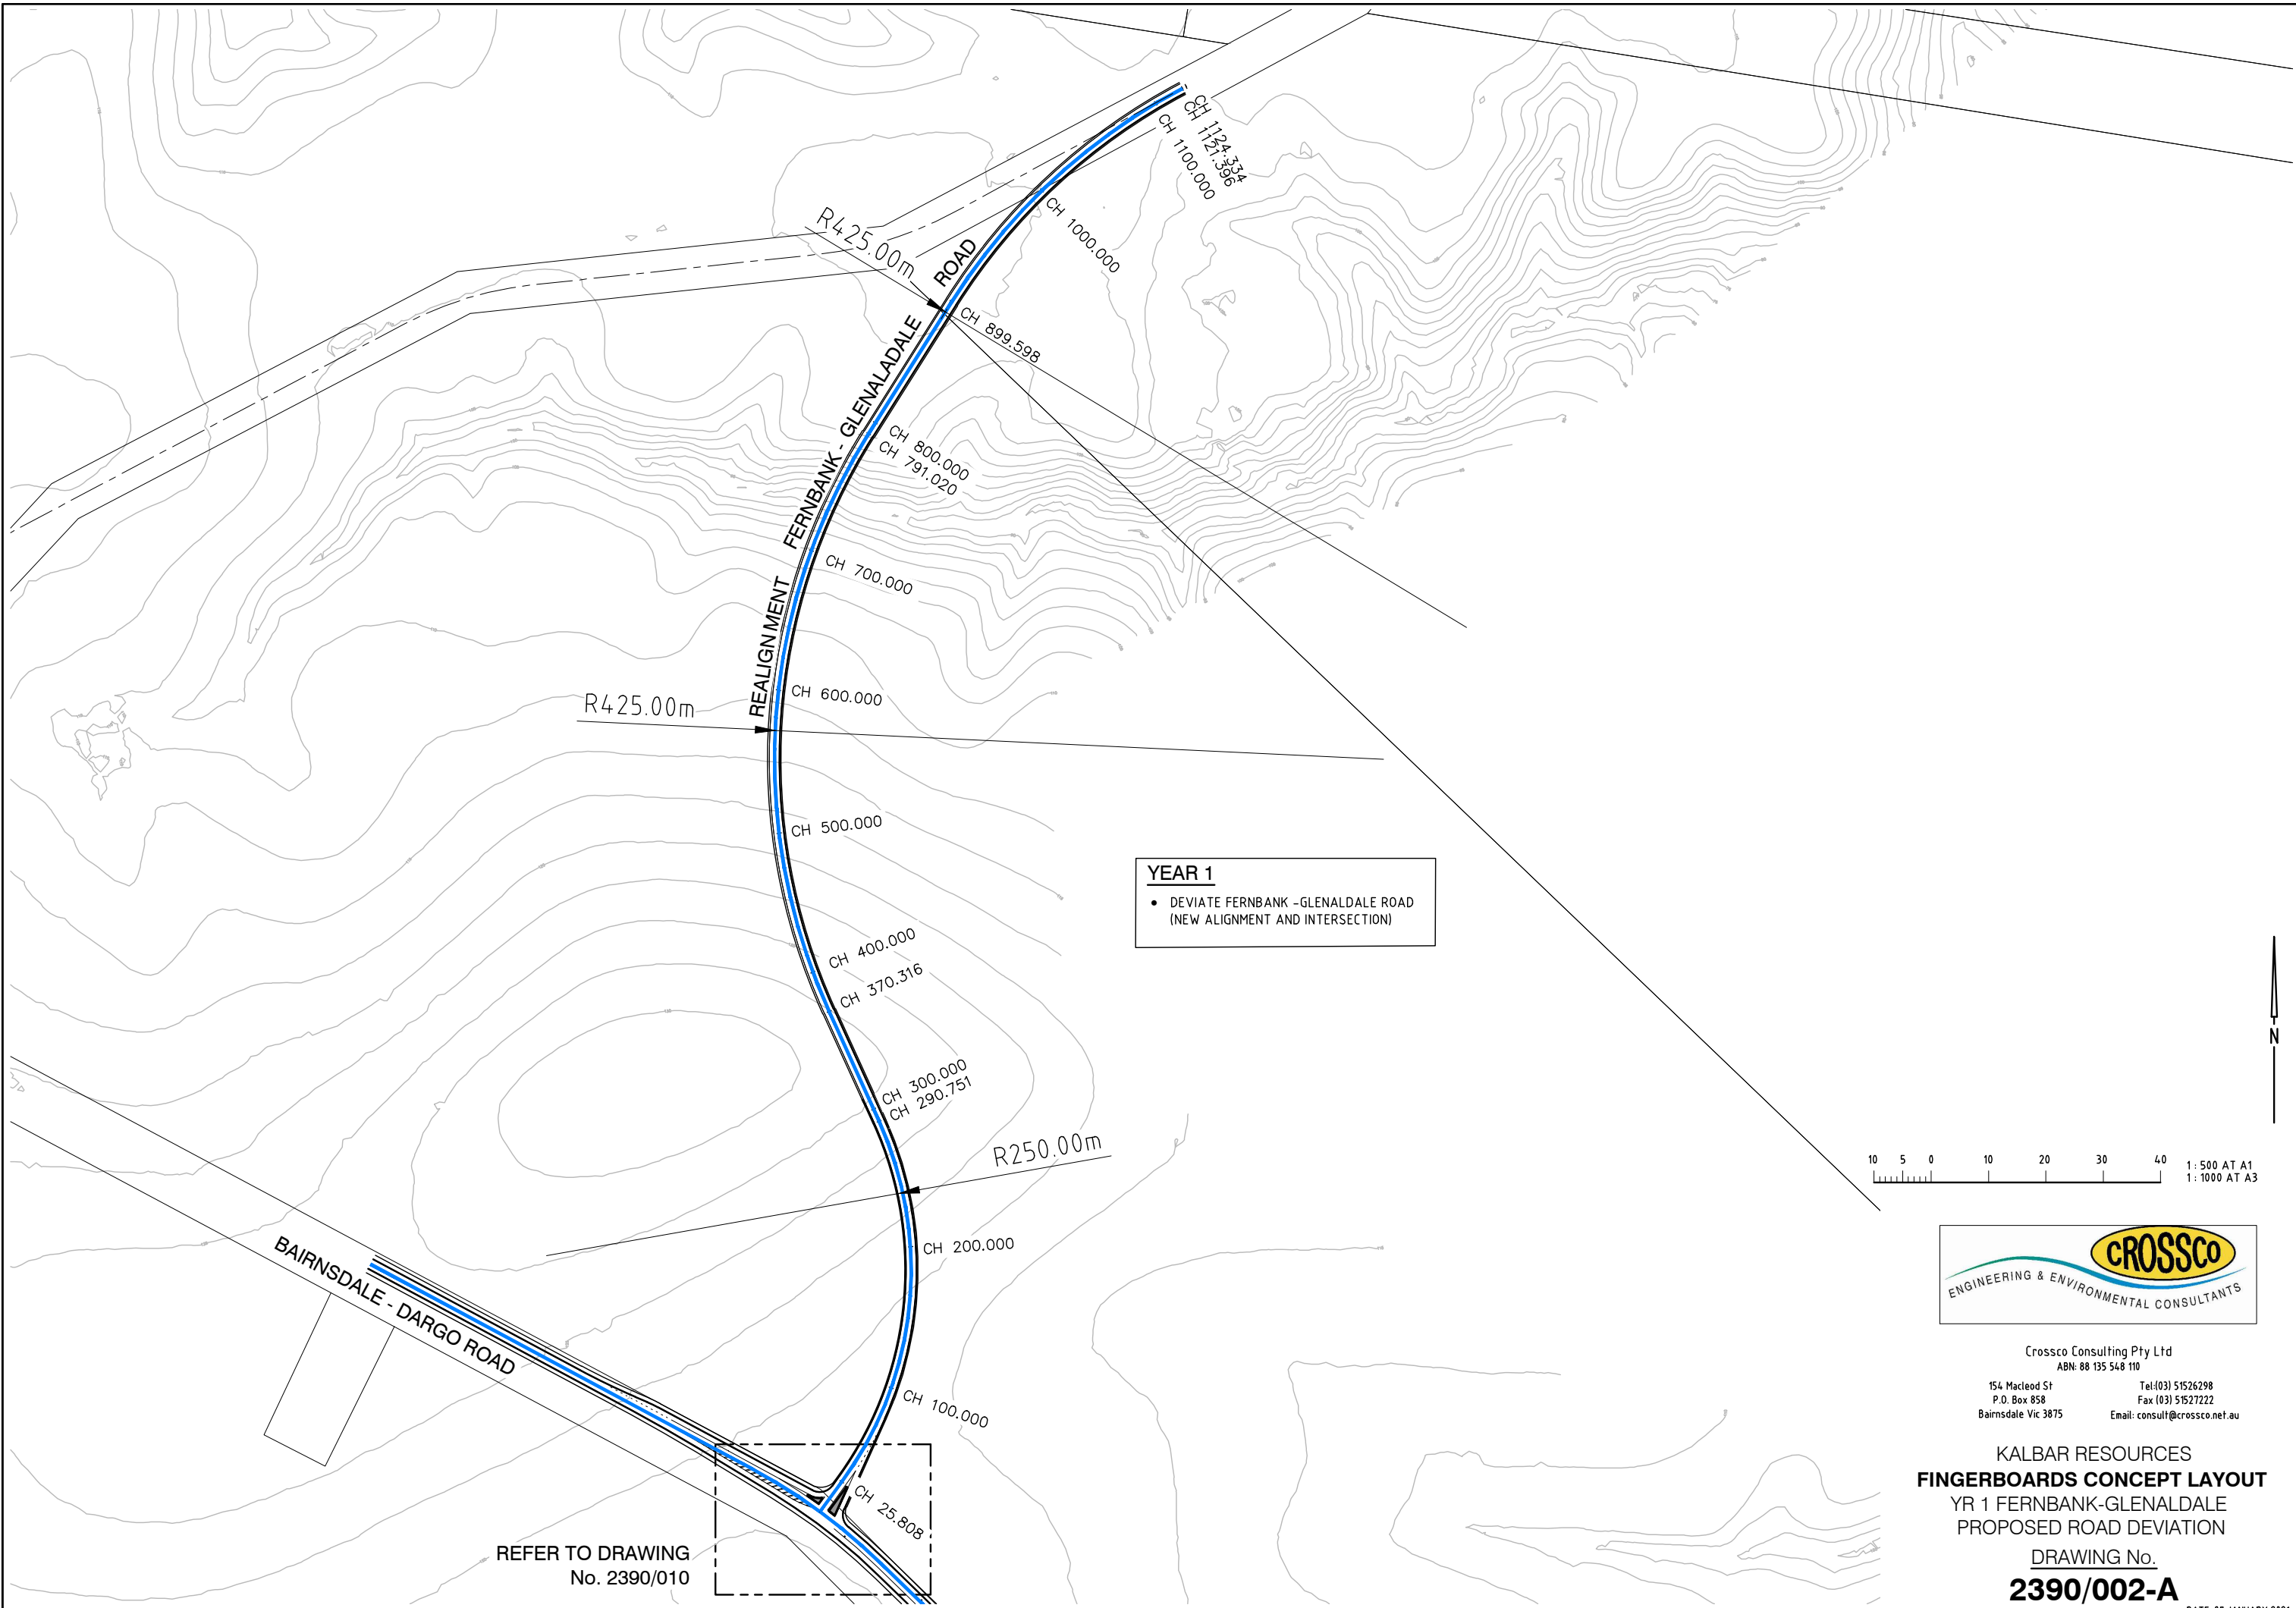 CH 1124.334
CH 1121.396
CH 1100.000
CH 1000.000
R425.00m
CH 899.598
REALIGNMENT FERNBANK - GLENALADALE ROAD
CH 800.000
CH 791.020
CH 700.000
CH 600.000
R425.00m
CH 500.000
YEAR 1
• DEVIATE FERNBANK -GLENALDALE ROAD
(NEW ALIGNMENT AND INTERSECTION)
CH 400.000
CH 370.316
CH 300.000
CH 290.751
R250.00m
CH 200.000
BAIRNSDALE - DARGO ROAD
CH 100.000
CH 25.808
REFER TO DRAWING
No. 2390/010
N
10 5 0 10 20 30 40
1 : 500 AT A1
1 : 1000 AT A3
CROSSCO
ENGINEERING & ENVIRONMENTAL CONSULTANTS
Crossco Consulting Pty Ltd
ABN: 88 135 548 110
154 Macleod St
P.O. Box 858
Bairnsdale Vic 3875
Tel:(03) 51526298
Fax (03) 51527222
Email: consult@crossco.net.au
KALBAR RESOURCES
FINGERBOARDS CONCEPT LAYOUT
YR 1 FERNBANK-GLENALDALE
PROPOSED ROAD DEVIATION
DRAWING No.
2390/002-A